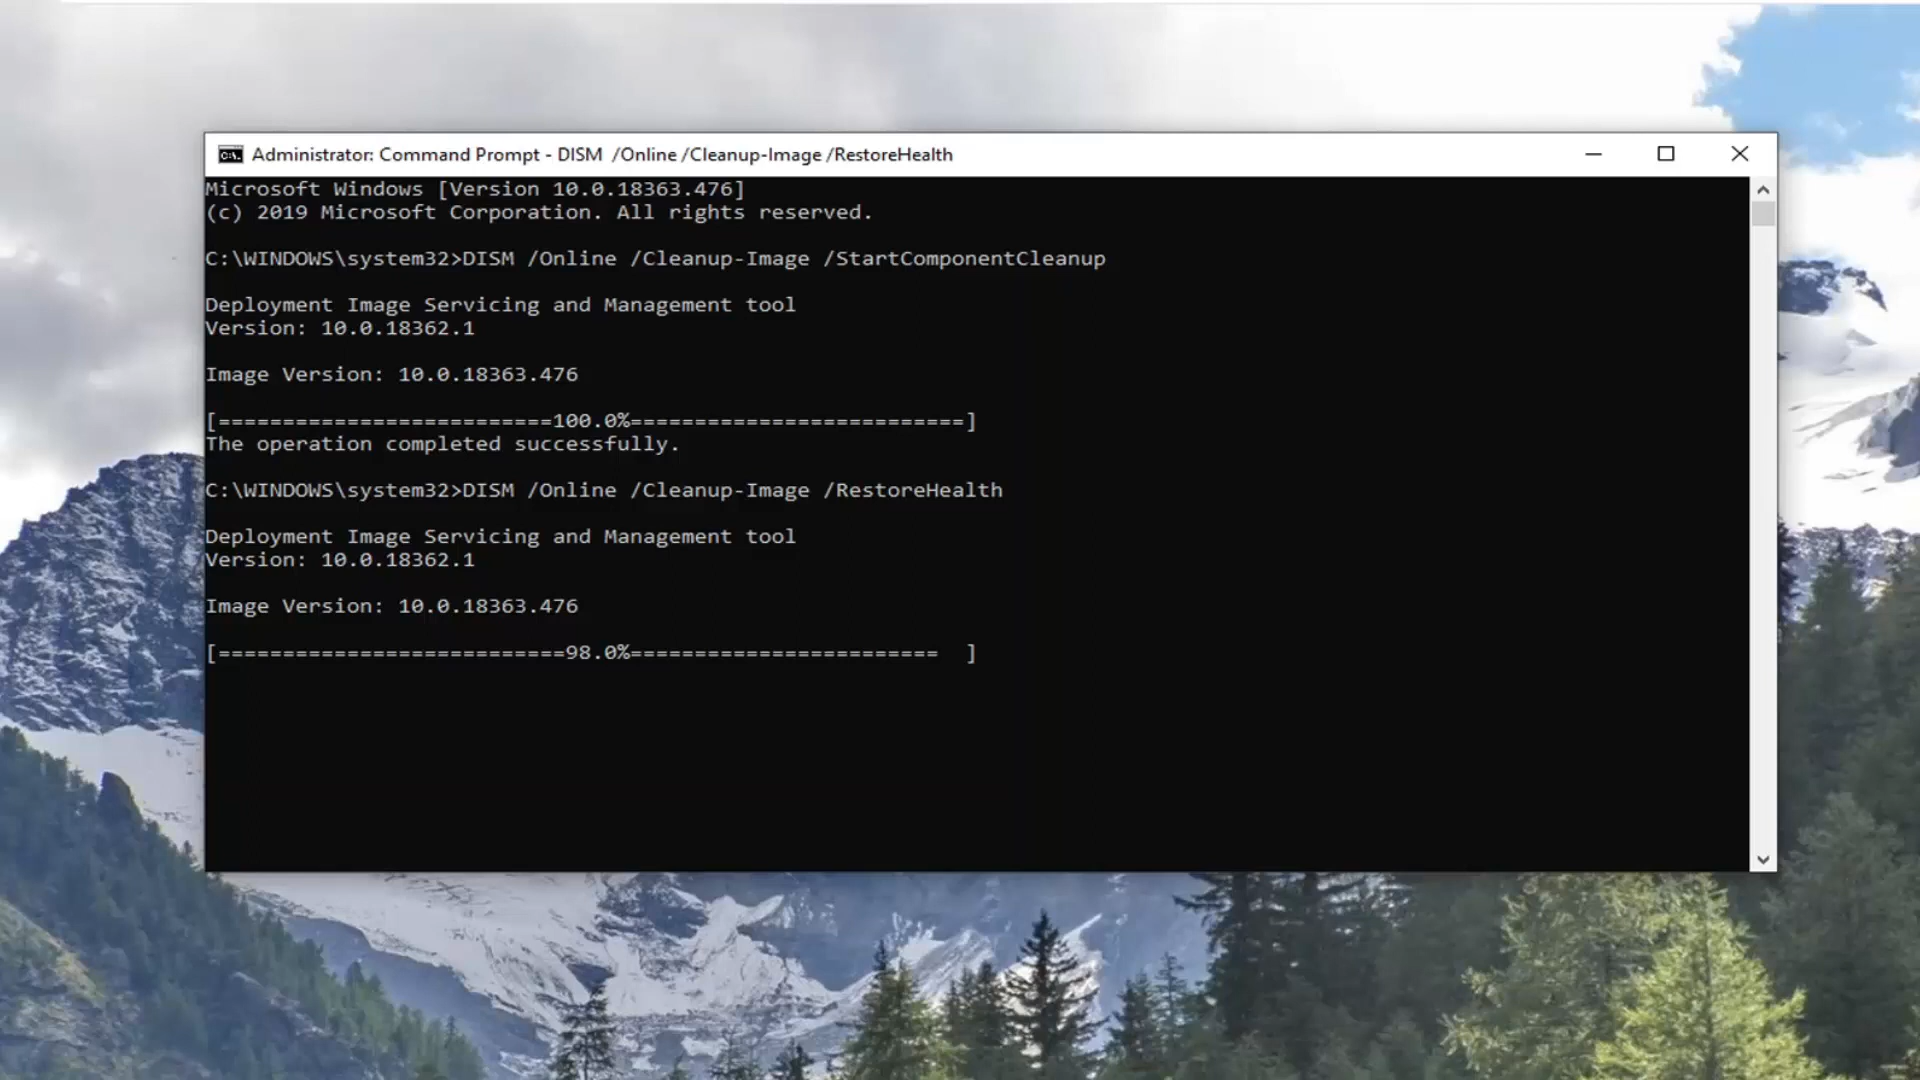 Administrator: Command Prompt - DISM  /Online /Cleanup-Image /RestoreHealth
Microsoft Windows [Version 10.0.18363.476]
(c) 2019 Microsoft Corporation. All rights reserved.
C:\WINDOWS\system32>DISM /Online /Cleanup-Image /StartComponentCleanup
Deployment Image Servicing and Management tool
Version: 10.0.18362.1
Image Version: 10.0.18363.476
[==========================100.0%==========================]
The operation completed successfully.
C:\WINDOWS\system32>DISM /Online /Cleanup-Image /RestoreHealth
Deployment Image Servicing and Management tool
Version: 10.0.18362.1
Image Version: 10.0.18363.476
[===========================98.0%========================  ]